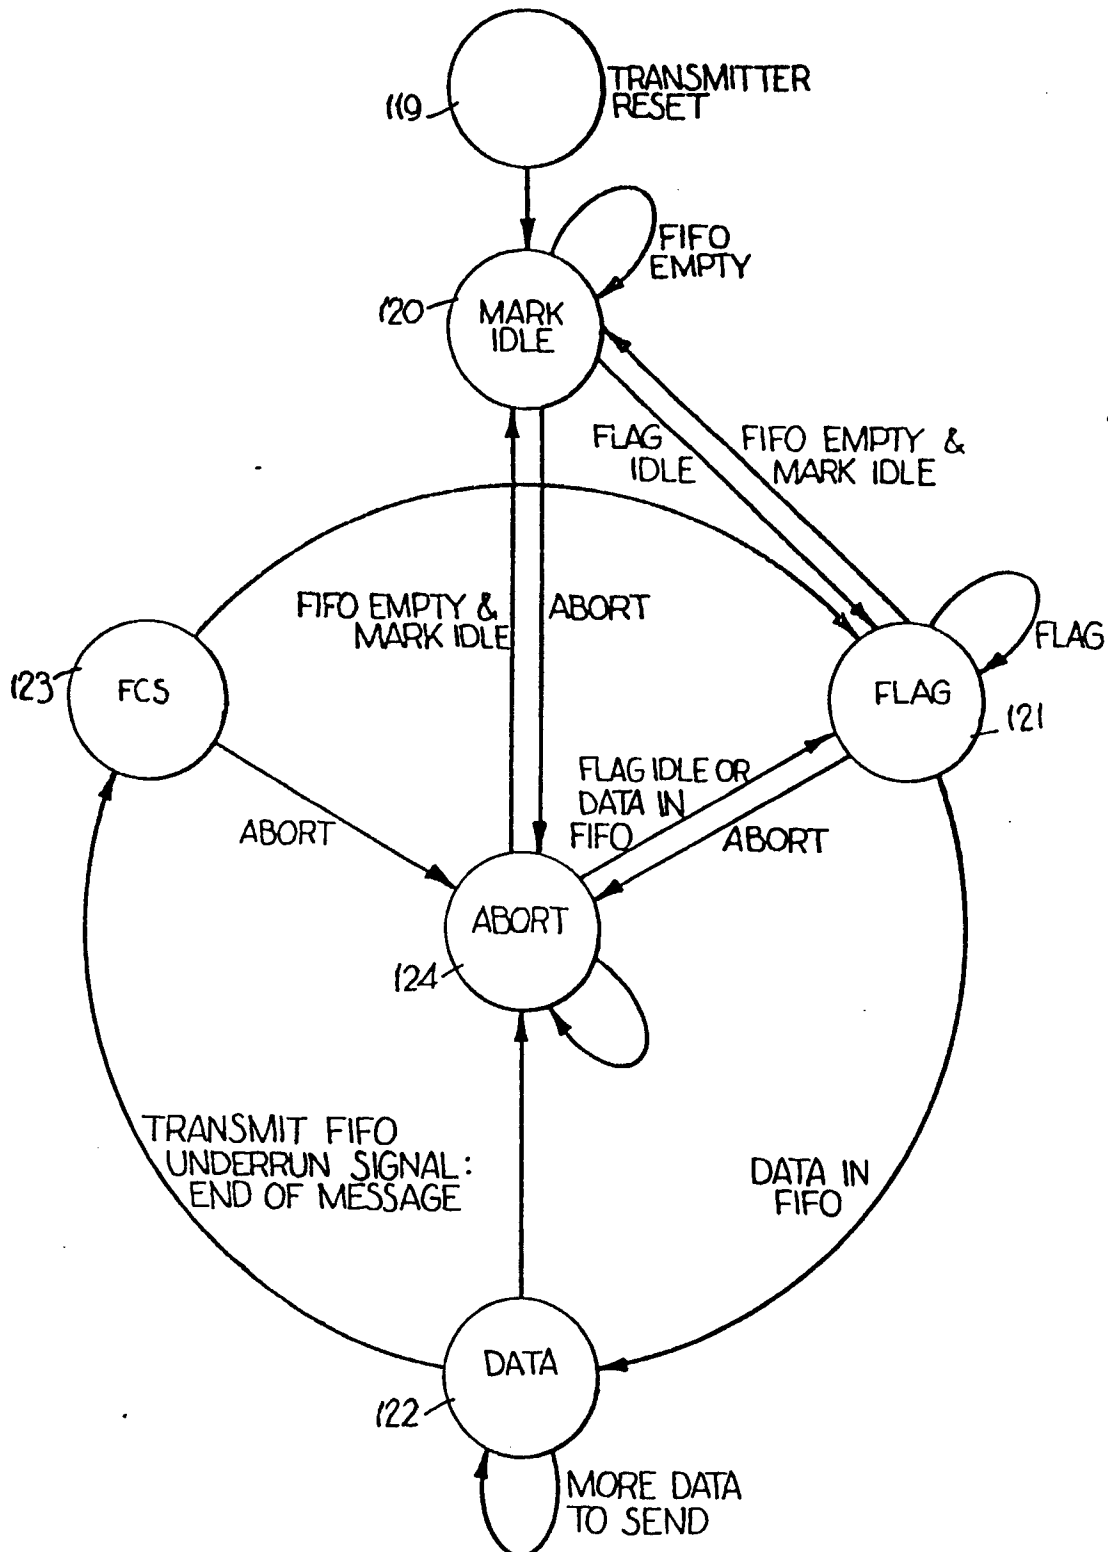 TRANSMITTER
RESET
119
FIFO
EMPTY
120
MARK
IDLE
FLAG
IDLE
FIFO EMPTY &
MARK IDLE
FIFO EMPTY &
MARK IDLE
ABORT
FLAG
123
FCS
FLAG
121
FLAG IDLE OR
DATA IN
FIFO
ABORT
ABORT
ABORT
124
TRANSMIT FIFO
UNDERRUN SIGNAL:
END OF MESSAGE
DATA IN
FIFO
DATA
122
MORE DATA
TO SEND